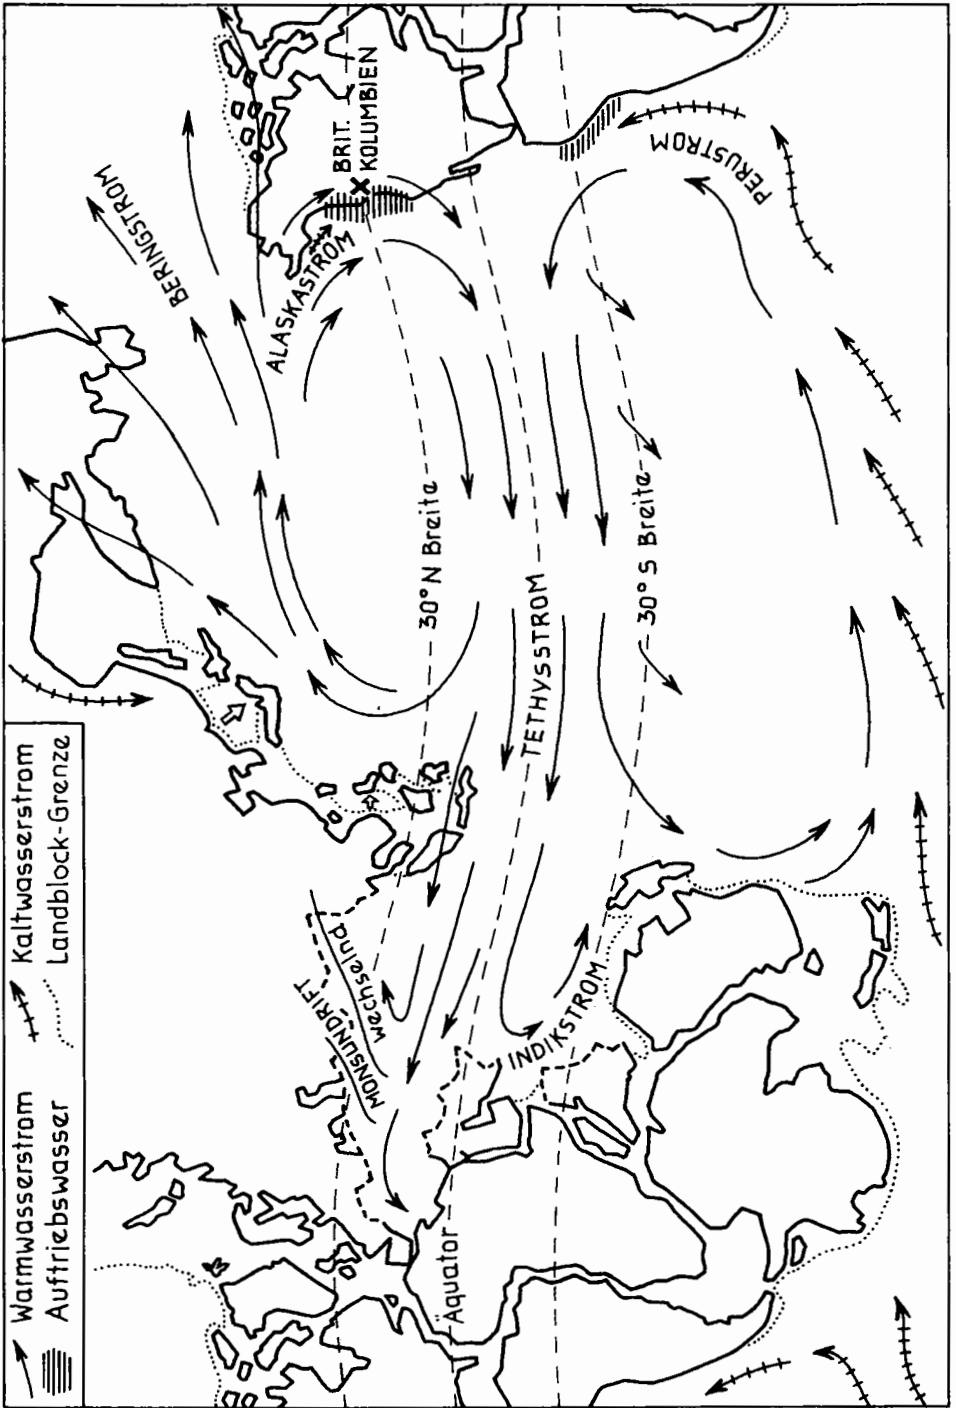 Warmwasserstrom
Kaltwasserstrom
Auftriebswasser
Landblock-Grenze
BERINGSTROM
ALASKASTROM
BRIT.
KOLUMBIEN
MONSUNDRIFT
wechselnd
30° N Breite
TETHYSSTROM
Äquator
INDIKSTROM
30° S Breite
PERUSTROM